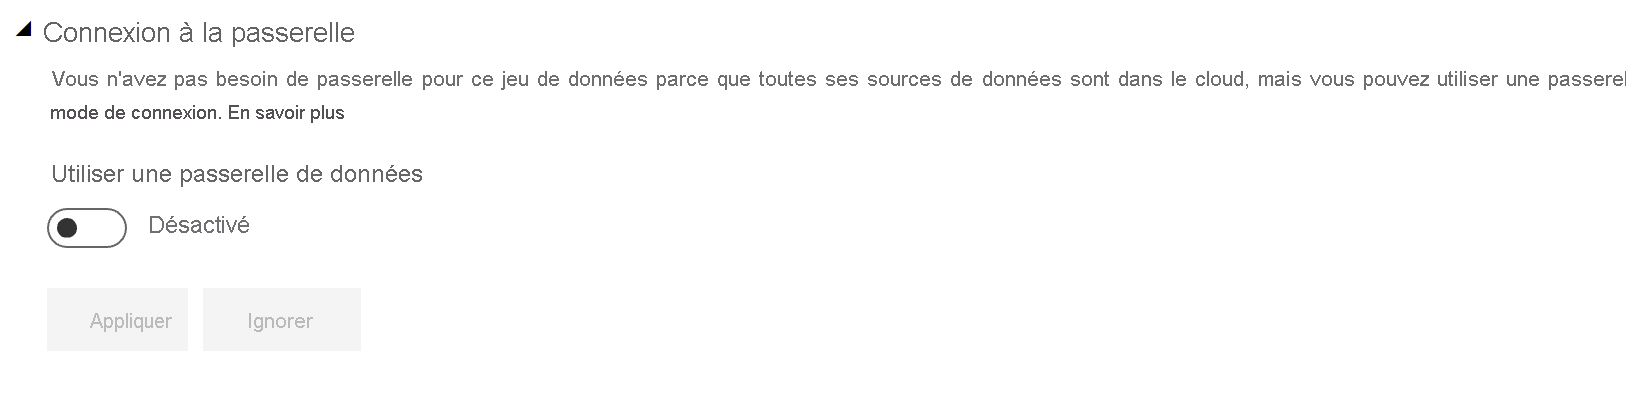 Connexion à la passerelle
Vous n'avez pas besoin de passerelle pour ce jeu de données parce que toutes ses sources de données sont dans le cloud, mais vous pouvez utiliser une
mode de connexion. En savoir plus
Utiliser une passerelle de données
Désactivé
Appliquer
Ignorer